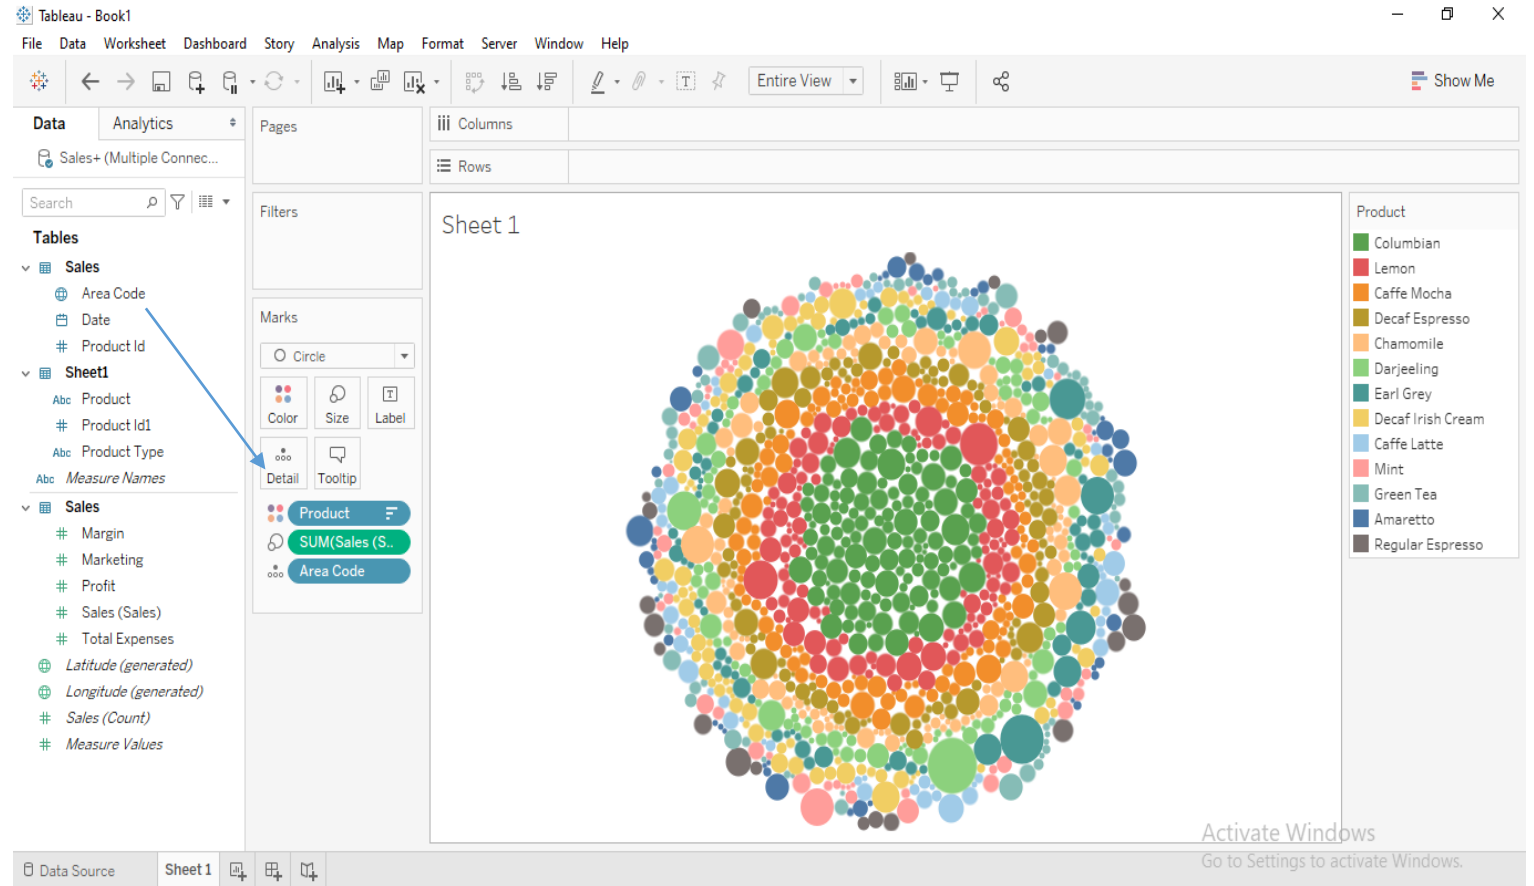 Tableau - Book1
File Data Worksheet Dashboard Story Analysis Map Format Server Window Help
Entire View
Show Me
Data Analytics
Sales+ (Multiple Connec...
Search
Tables
Sales
Area Code
Date
Product Id
Sheet1
Abc Product
Product Id1
Abc Product Type
Abc Measure Names
Sales
Margin
Marketing
Profit
Sales (Sales)
Total Expenses
Latitude (generated)
Longitude (generated)
Sales (Count)
Measure Values
Pages
Filters
Marks
Circle
Color Size Label
Detail Tooltip
Product
SUM(Sales (S..
Area Code
Columns
Rows
Sheet 1
Product
Columbian
Lemon
Caffe Mocha
Decaf Espresso
Chamomile
Darjeeling
Earl Grey
Decaf Irish Cream
Caffe Latte
Mint
Green Tea
Amaretto
Regular Espresso
Activate Windows
Go to Settings to activate Windows.
Data Source Sheet 1